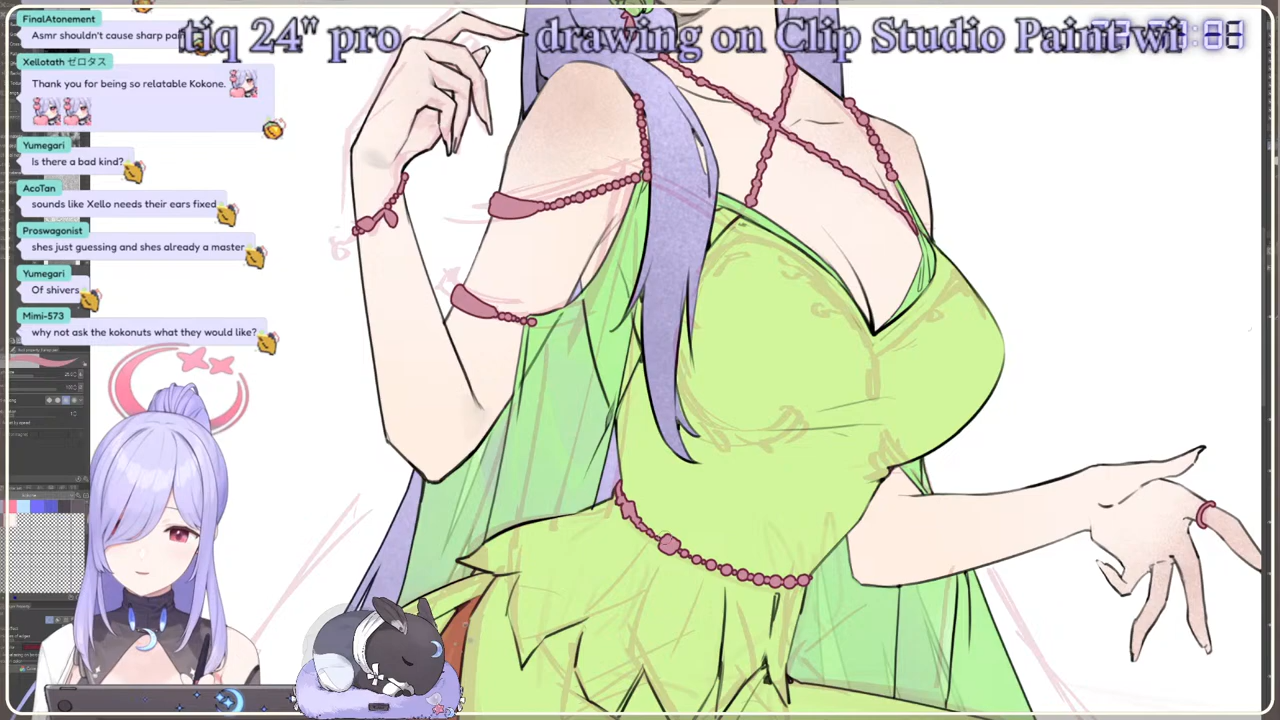 tiq 24" pro drawing on Clip Studio Paint wi
FinalAtonement
Asmr shouldn't cause sharp pai
Xellotath ゼロタス
Thank you for being so relatable Kokone.
Yumegari
Is there a bad kind?
AcoTan
sounds like Xello needs their ears fixed
Proswagonist
shes just guessing and shes already a master
Yumegari
Of shivers
Mimi-573
why not ask the kokonuts what they would like?